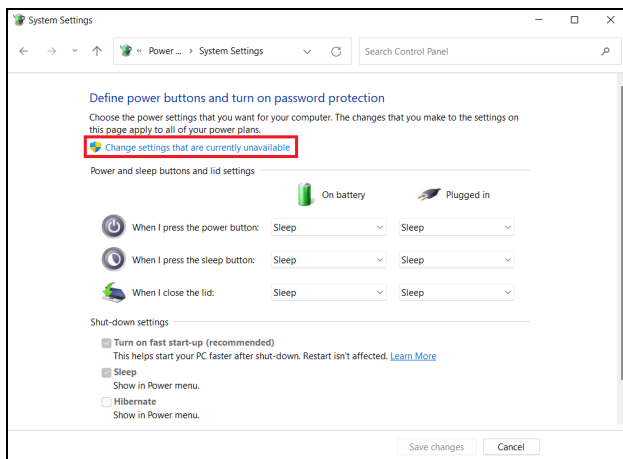 System Settings
« Power ... › System Settings
Search Control Panel
Define power buttons and turn on password protection
Choose the power settings that you want for your computer. The changes that you make to the settings on
this page apply to all of your power plans.
Change settings that are currently unavailable
Power and sleep buttons and lid settings
On battery Plugged in
When I press the power button: Sleep Sleep
When I press the sleep button: Sleep Sleep
When I close the lid: Sleep Sleep
Shut-down settings
Turn on fast start-up (recommended)
This helps start your PC faster after shut-down. Restart isn't affected. Learn More
Sleep
Show in Power menu.
Hibernate
Show in Power menu.
Save changes Cancel